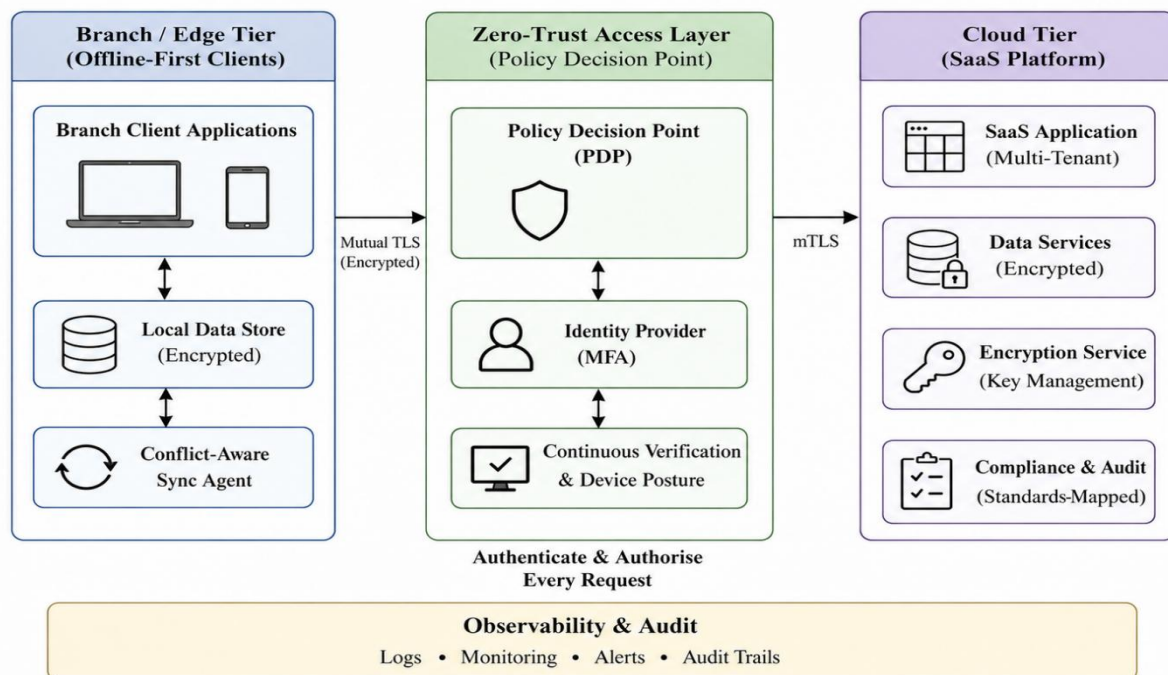 Branch / Edge Tier
(Offline-First Clients)
Branch Client Applications
Local Data Store
(Encrypted)
Conflict-Aware
Sync Agent
Mutual TLS
(Encrypted)
Zero-Trust Access Layer
(Policy Decision Point)
Policy Decision Point
(PDP)
Identity Provider
(MFA)
Continuous Verification
& Device Posture
Authenticate & Authorise
Every Request
mTLS
Cloud Tier
(SaaS Platform)
SaaS Application
(Multi-Tenant)
Data Services
(Encrypted)
Encryption Service
(Key Management)
Compliance & Audit
(Standards-Mapped)
Observability & Audit
Logs • Monitoring • Alerts • Audit Trails